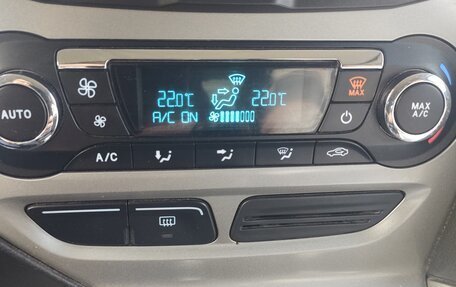 22.0°C 22.0°C
MAX
AUTO
A/C ON
MAX
A/C
A/C